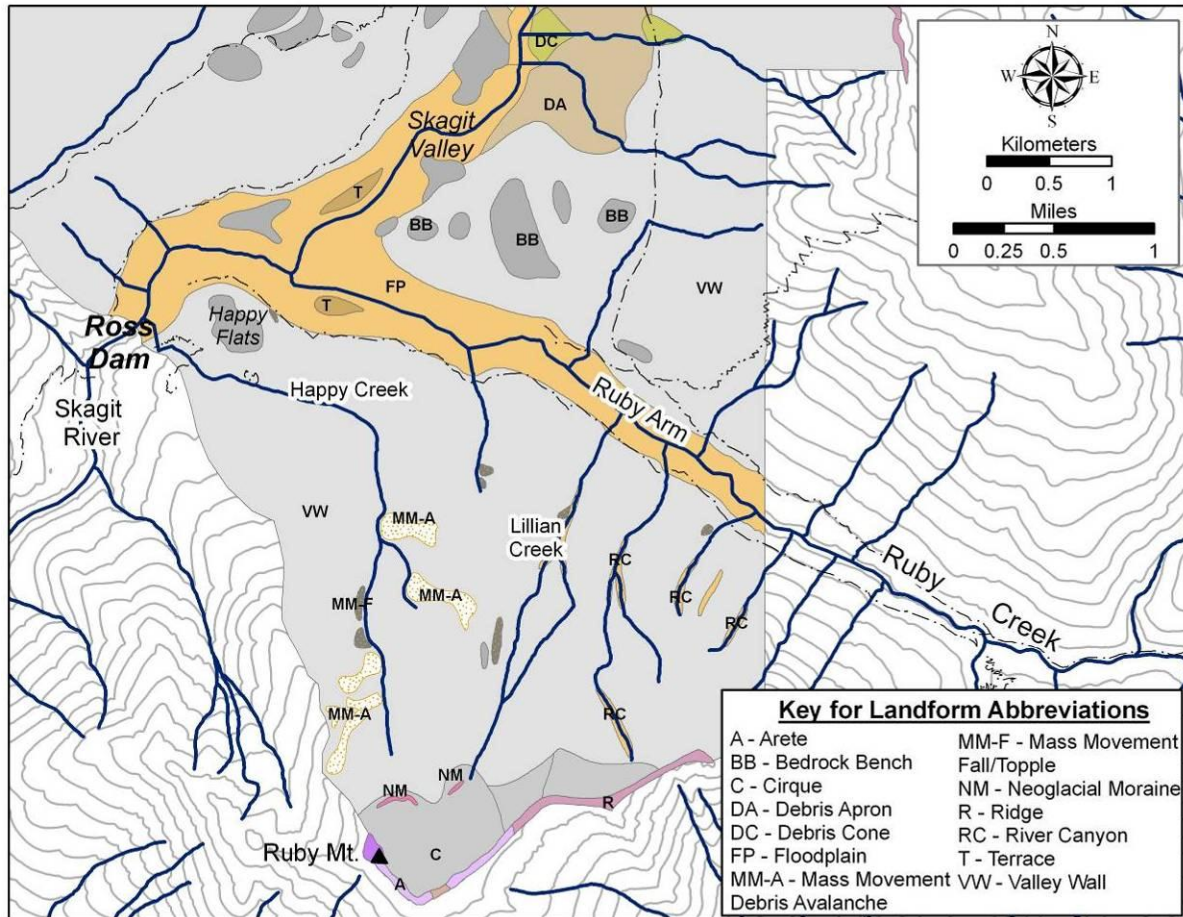 N
W E
S
Kilometers
0 0.5 1
Miles
0 0.25 0.5 1
DC
DA
Skagit
Valley
T
BB
BB
BB
VW
FP
T
Happy
Flats
Ross
Dam
Skagit
River
Happy Creek
Ruby Arm
VW
MM-A
Lillian
Creek
RC
MM-A
MM-F
RC
RC
Ruby
Creek
MM-A
RC
NM
NM
R
Ruby Mt.
C
A
Key for Landform Abbreviations
A - Arete
BB - Bedrock Bench
C - Cirque
DA - Debris Apron
DC - Debris Cone
FP - Floodplain
MM-A - Mass Movement
Debris Avalanche
MM-F - Mass Movement
Fall/Topple
NM - Neoglacial Moraine
R - Ridge
RC - River Canyon
T - Terrace
VW - Valley Wall